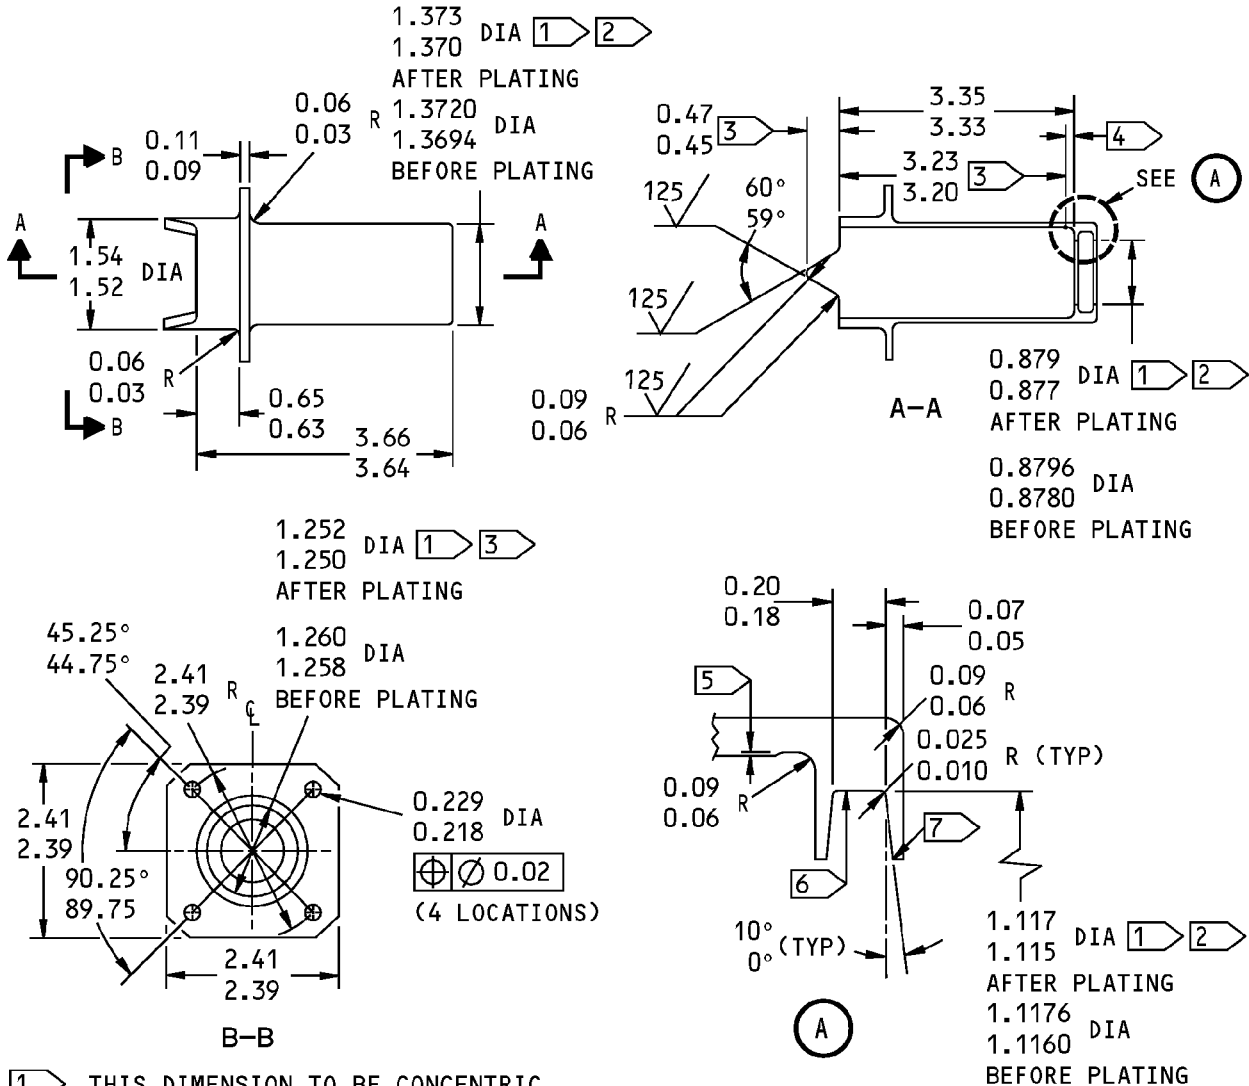 1.373
1.370 DIA 1 2
AFTER PLATING
1.3720
1.3694 DIA
BEFORE PLATING
0.06
0.03 R
0.11
0.09
B
A
A
1.54
1.52 DIA
0.06
0.03 R
B
0.65
0.63
3.66
3.64
0.47
0.45 3
3.35
3.33
4
3.23
3.20 3
SEE A
125
60°
59°
125
125
0.09
0.06 R
A-A
0.879
0.877 DIA 1 2
AFTER PLATING
0.8796
0.8780 DIA
BEFORE PLATING
1.252
1.250 DIA 1 3
AFTER PLATING
1.260
1.258 DIA
BEFORE PLATING
45.25°
44.75°
2.41
2.39 R
CL
2.41
2.39
90.25°
89.75
0.229
0.218 DIA
⌖ ∅ 0.02
(4 LOCATIONS)
2.41
2.39
B-B
0.20
0.18
0.07
0.05
5
0.09
0.06 R
0.025
0.010 R (TYP)
0.09
0.06 R
7
6
10°
0° (TYP)
A
1.117
1.115 DIA 1 2
AFTER PLATING
1.1176
1.1160 DIA
BEFORE PLATING
1 THIS DIMENSION TO BE CONCENTRIC